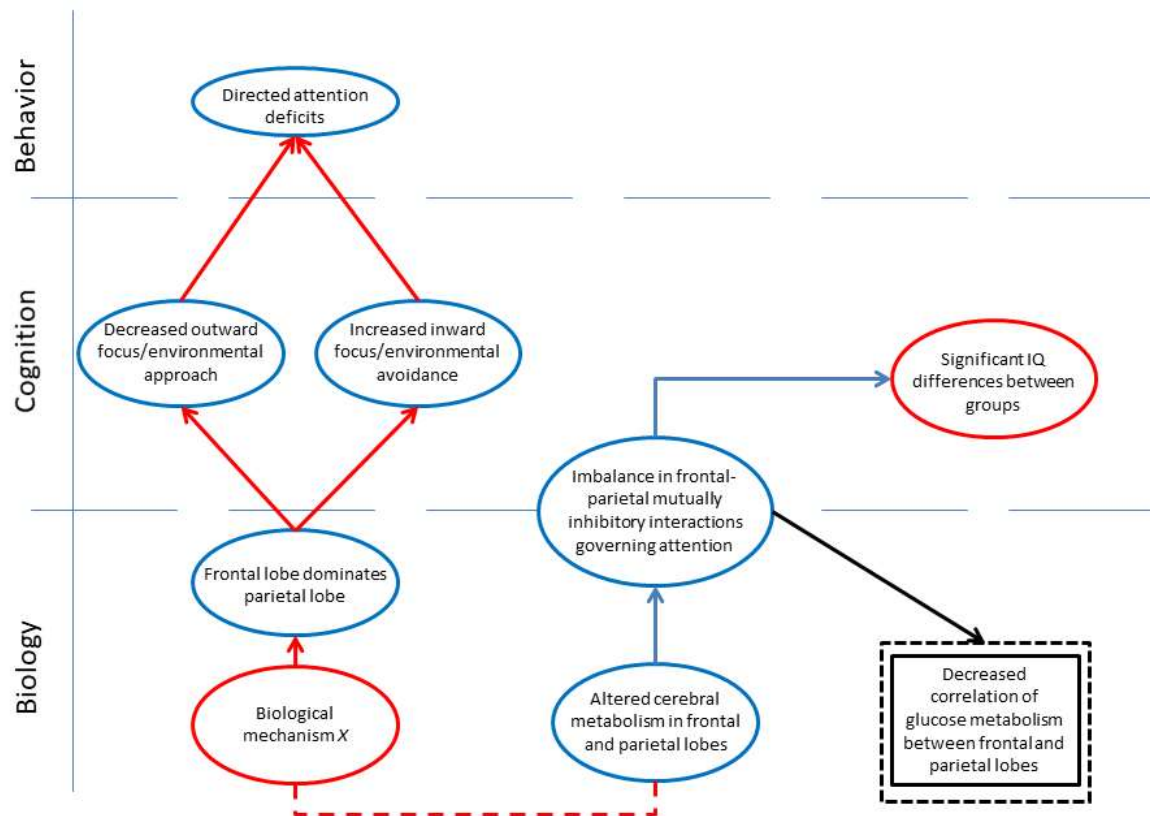 Behavior
Directed attention
deficits
Cognition
Decreased outward
focus/environmental
approach
Increased inward
focus/environmental
avoidance
Significant IQ
differences between
groups
Imbalance in frontal-
parietal mutually
inhibitory interactions
governing attention
Biology
Frontal lobe dominates
parietal lobe
Biological
mechanism X
Altered cerebral
metabolism in frontal
and parietal lobes
Decreased
correlation of
glucose metabolism
between frontal and
parietal lobes